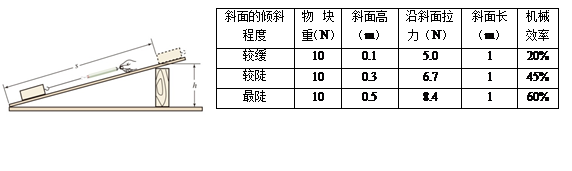 s
h
斜面的倾斜程度 物块重(N) 斜面高(m) 沿斜面拉力(N) 斜面长(m) 机械效率
较缓 10 0.1 5.0 1 20%
较陡 10 0.3 6.7 1 45%
最陡 10 0.5 8.4 1 60%